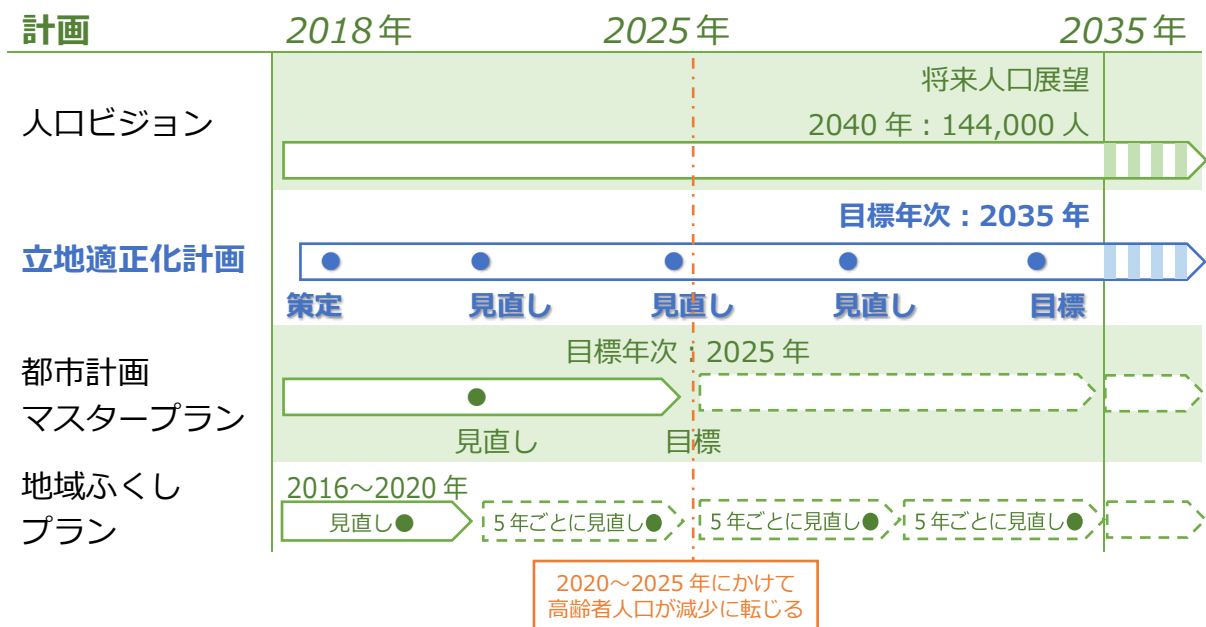 計画 2018年 2025年 2035年
人口ビジョン
将来人口展望
2040年：144,000人
立地適正化計画
目標年次：2035年
策定 見直し 見直し 見直し 目標
都市計画
マスタープラン
目標年次：2025年
見直し 目標
地域ふくし
プラン
2016～2020年
見直し 5年ごとに見直し 5年ごとに見直し 5年ごとに見直し
2020～2025年にかけて
高齢者人口が減少に転じる